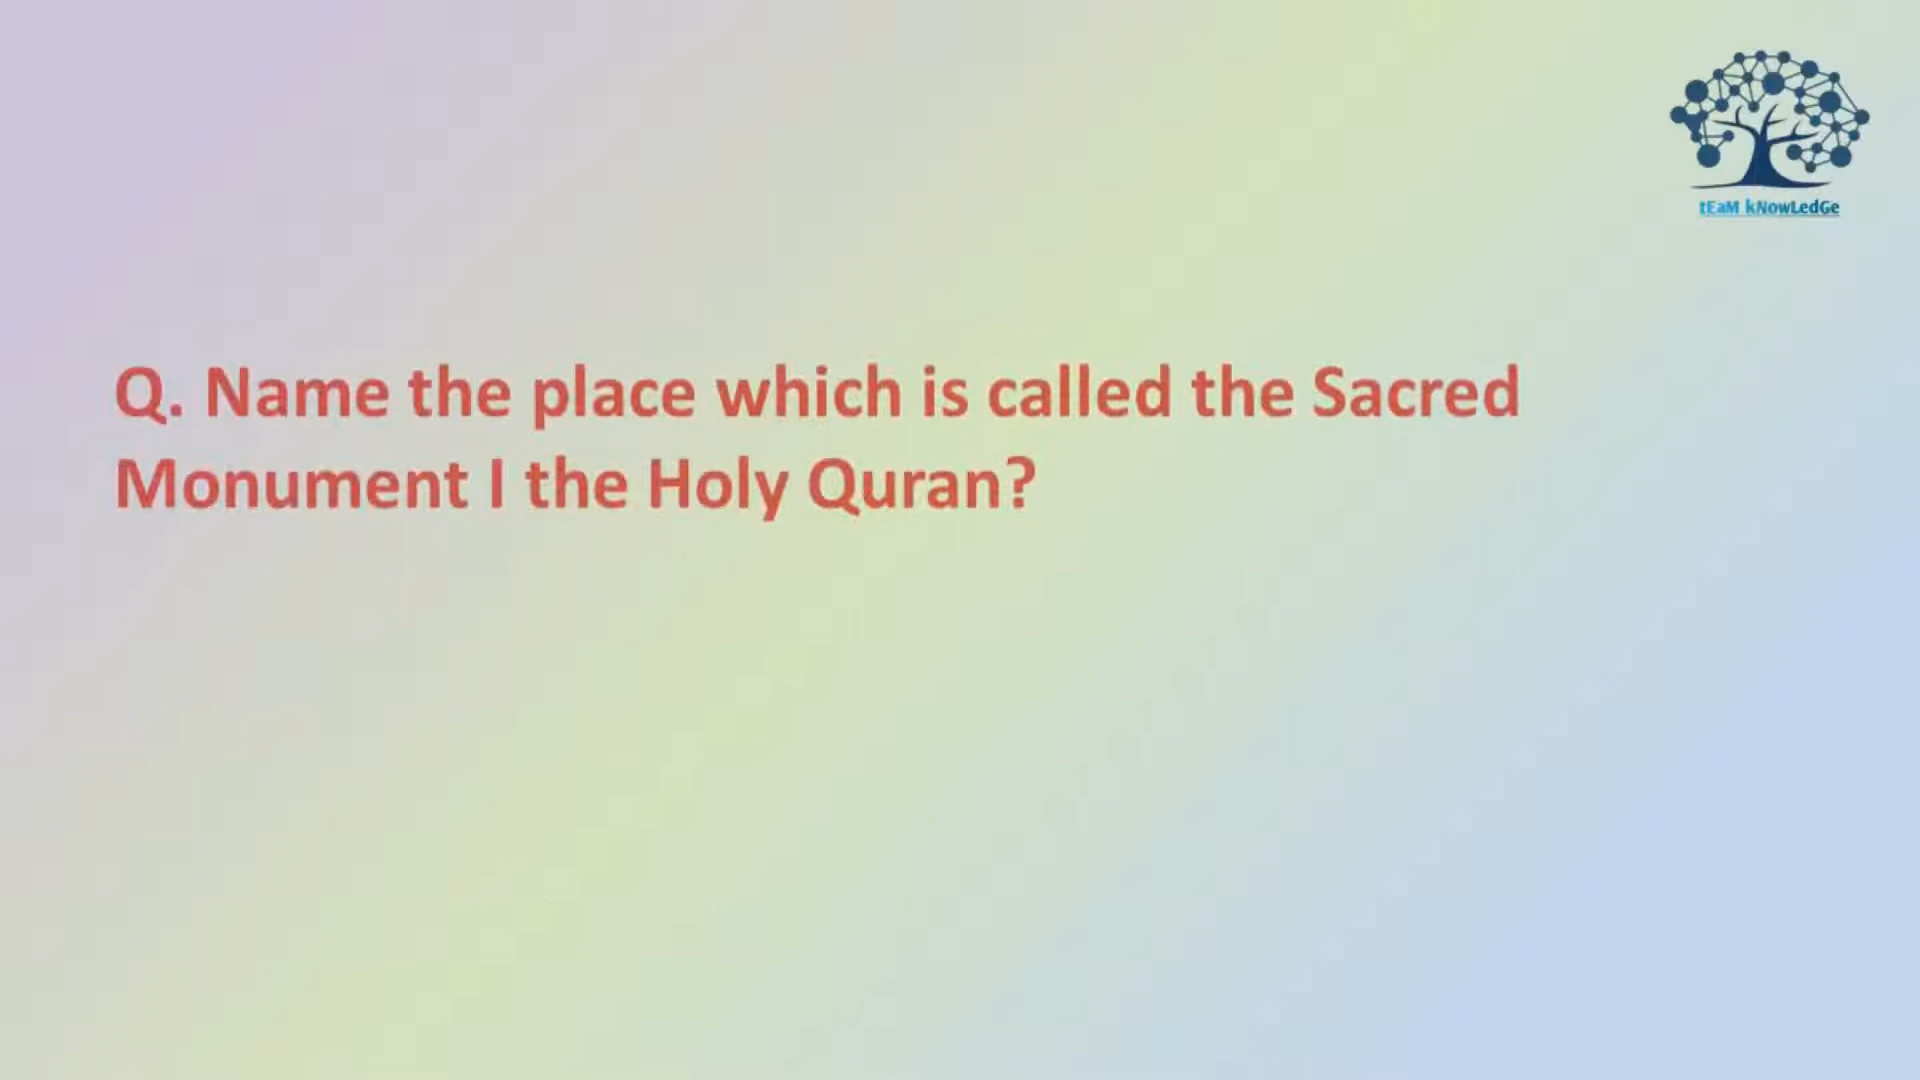 tEaM kNowLedGe
Q. Name the place which is called the Sacred
Monument I the Holy Quran?